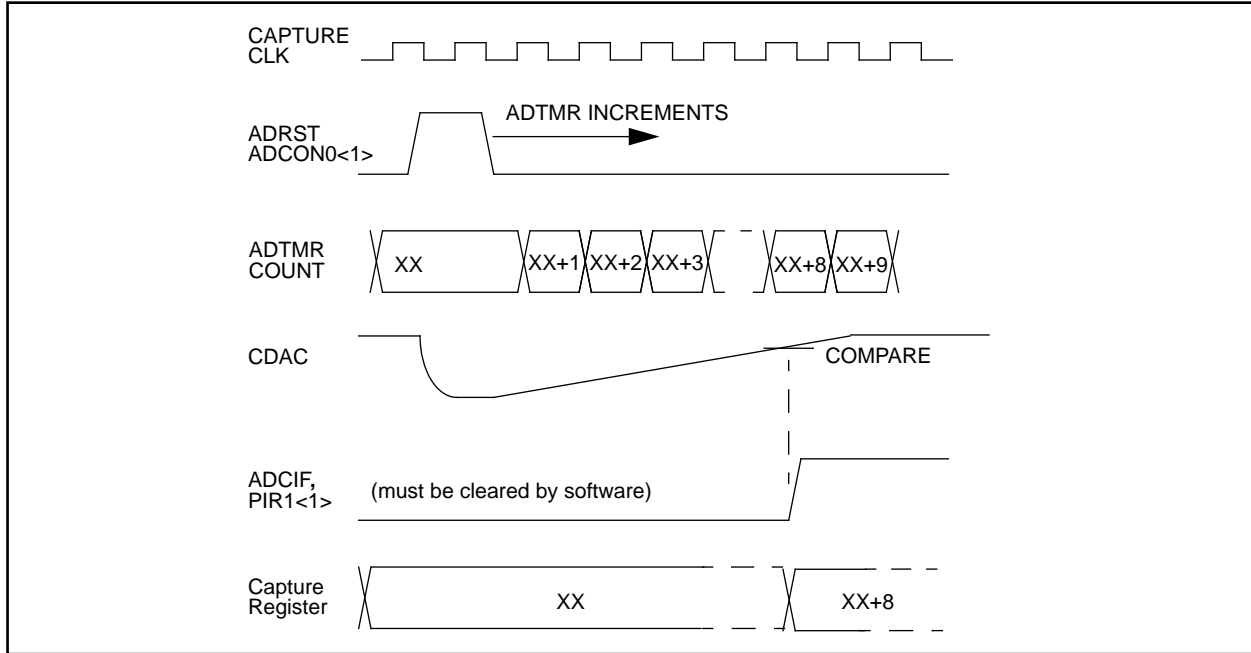 CAPTURE
CLK
ADTMR INCREMENTS
ADRST
ADCON0<1>
ADTMR
COUNT
XX
XX+1
XX+2
XX+3
XX+8
XX+9
CDAC
COMPARE
ADCIF,
PIR1<1>
(must be cleared by software)
Capture
Register
XX
XX+8